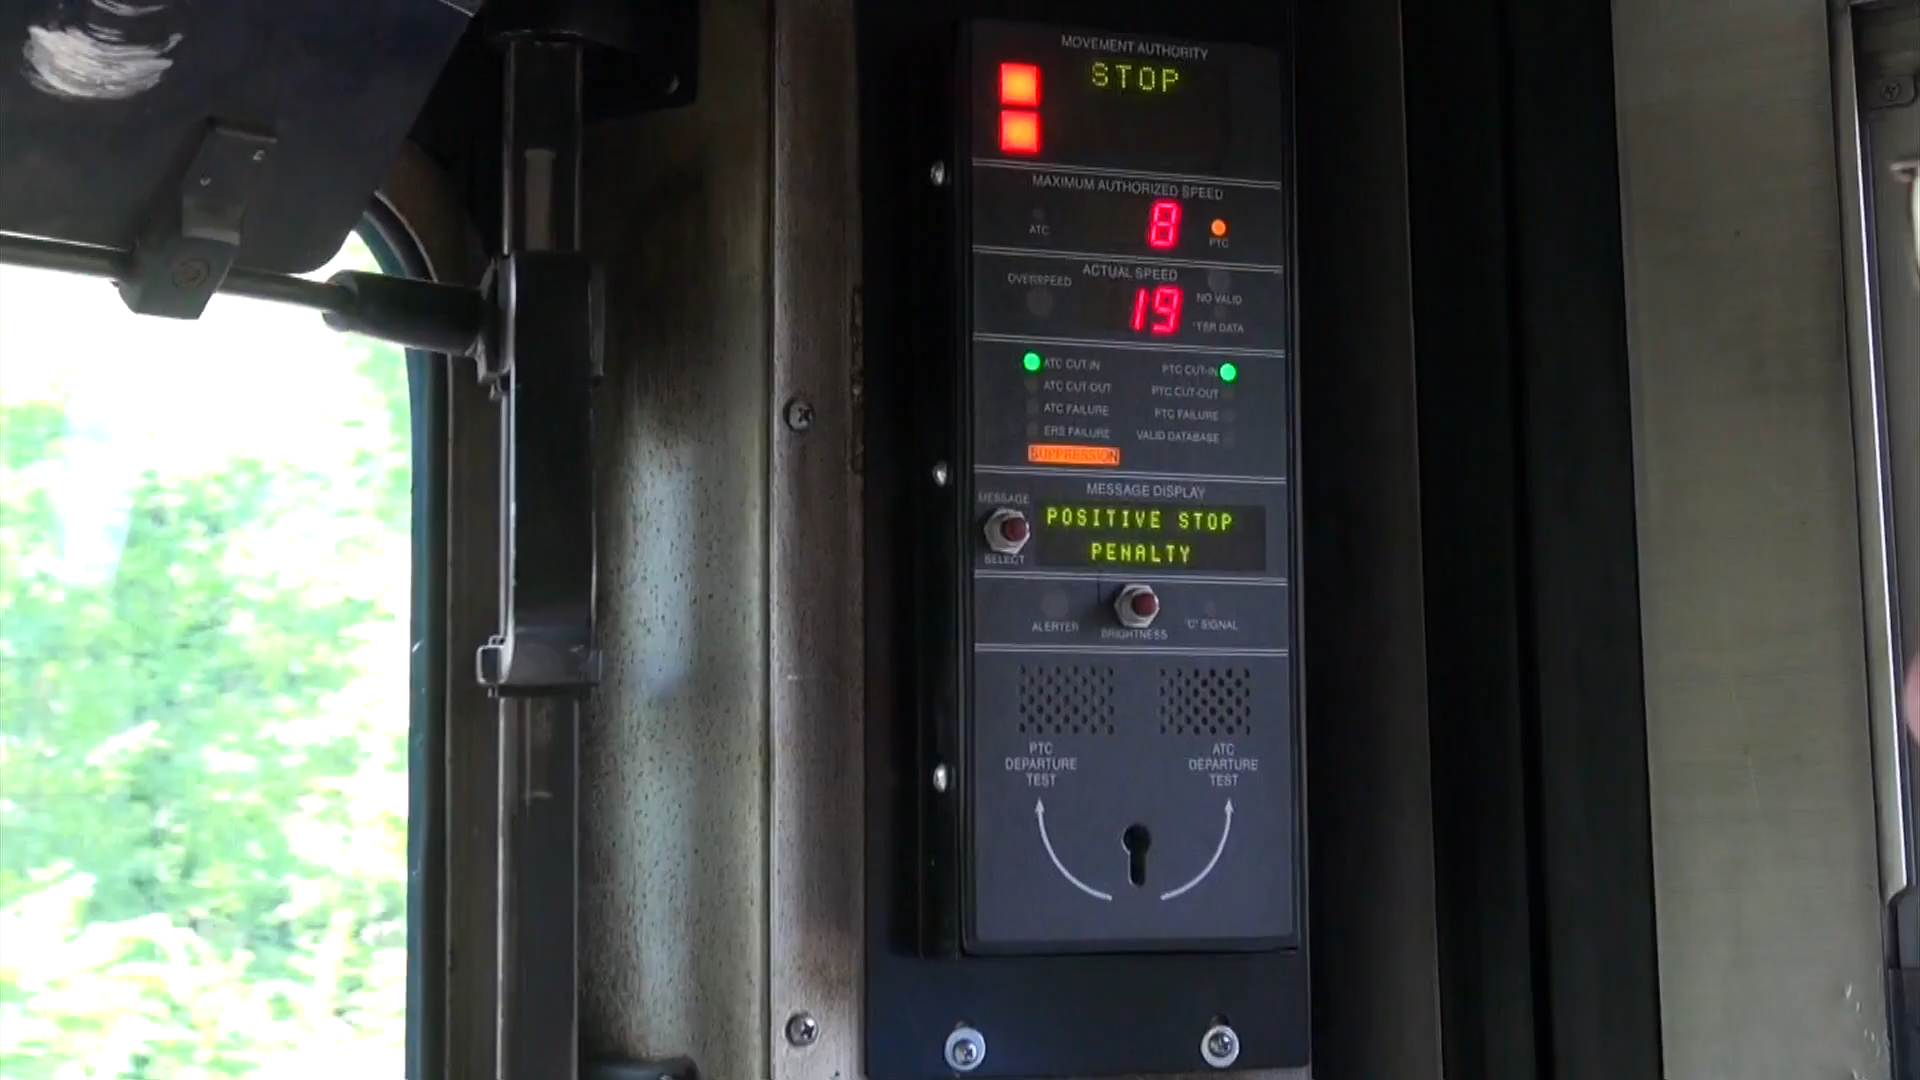 MOVEMENT AUTHORITY
STOP
MAXIMUM AUTHORIZED SPEED
8
ATC
PTC
ACTUAL SPEED
OVERSPEED
19
NO VALID
'TSR DATA
ATC CUT-IN
PTC CUT-IN
ATC CUT-OUT
PTC CUT-OUT
ATC FAILURE
PTC FAILURE
ERS FAILURE
VALID DATABASE
SUPPRESSION
MESSAGE DISPLAY
MESSAGE
SELECT
POSITIVE STOP
PENALTY
ALERTER
BRIGHTNESS
'C' SIGNAL
PTC
DEPARTURE
TEST
ATC
DEPARTURE
TEST